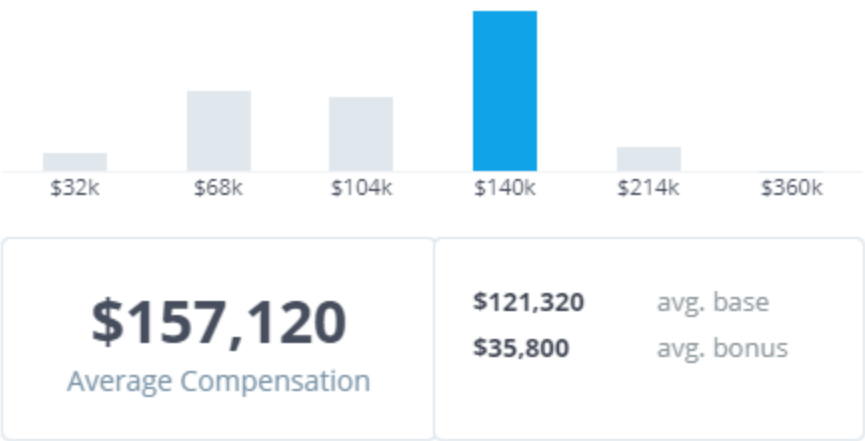 $32k $68k $104k $140k $214k $360k
$157,120
Average Compensation
$121,320 avg. base
$35,800 avg. bonus